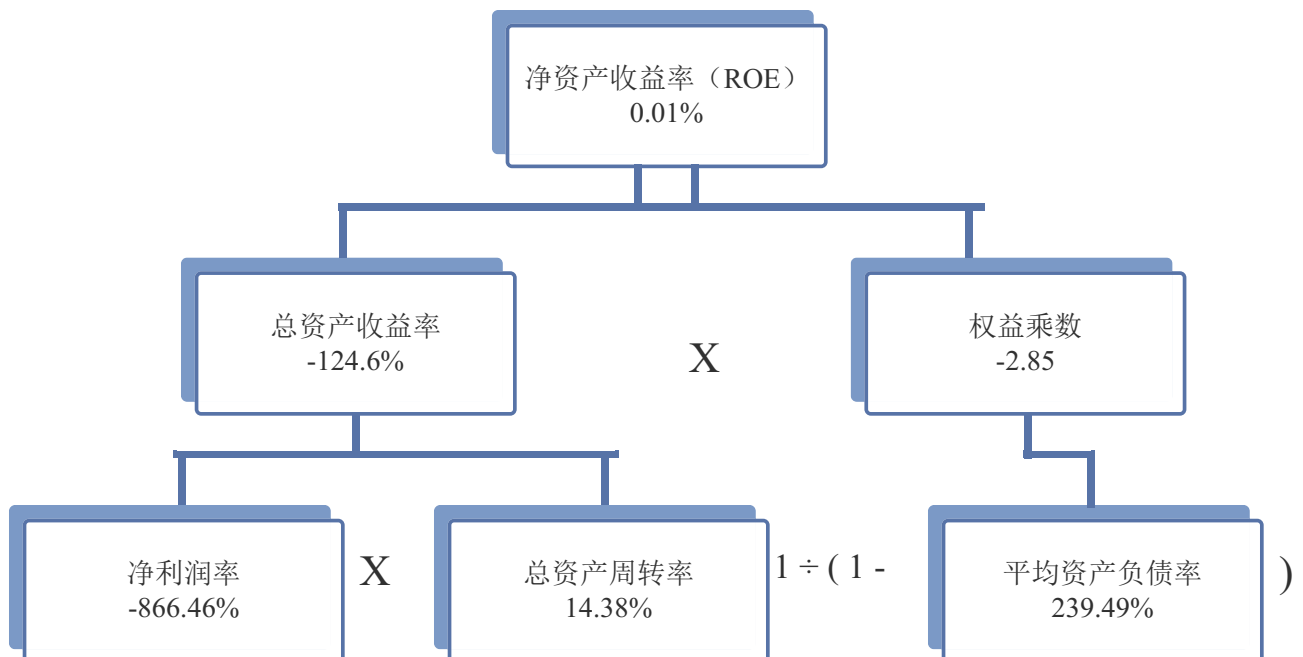 净资产收益率（ROE）
0.01%
总资产收益率
-124.6%
X
权益乘数
-2.85
净利润率
-866.46%
X
总资产周转率
14.38%
1 ÷ ( 1 -
平均资产负债率
239.49%
)